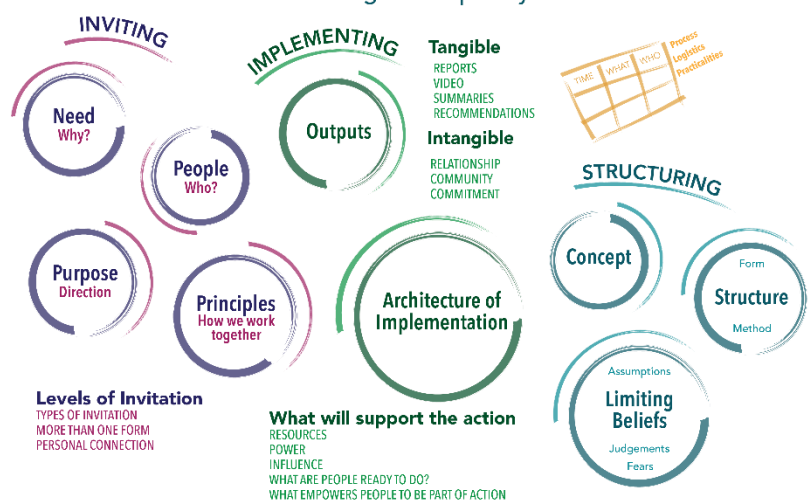 INVITING
Need
Why?
People
Who?
Purpose
Direction
Principles
How we work
together
Levels of Invitation
TYPES OF INVITATION
MORE THAN ONE FORM
PERSONAL CONNECTION
IMPLEMENTING
Outputs
Tangible
REPORTS
VIDEO
SUMMARIES
RECOMMENDATIONS
Intangible
RELATIONSHIP
COMMUNITY
COMMITMENT
Architecture of
Implementation
What will support the action
RESOURCES
POWER
INFLUENCE
WHAT ARE PEOPLE READY TO DO?
WHAT EMPOWERS PEOPLE TO BE PART OF ACTION
TIME WHAT WHO
Process
Logistics
Practicalities
STRUCTURING
Concept
Form
Structure
Method
Assumptions
Limiting
Beliefs
Judgements
Fears